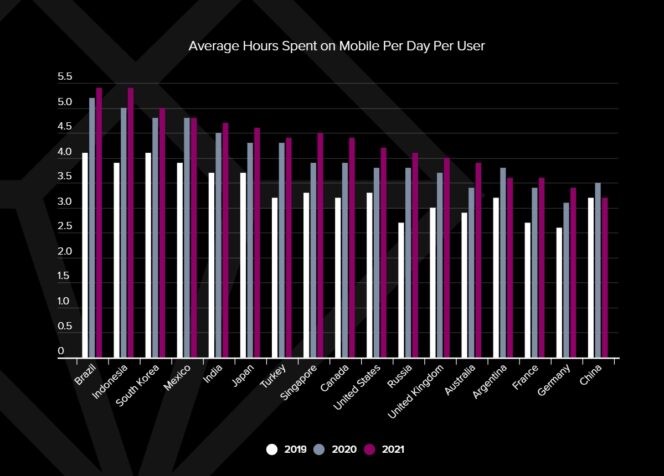 Average Hours Spent on Mobile Per Day Per User
5.5
5.0
4.5
4.0
3.5
3.0
2.5
2.0
1.5
1.0
0.5
0
Brazil
Indonesia
South Korea
Mexico
India
Japan
Turkey
Singapore
Canada
United States
Russia
United Kingdom
Australia
Argentina
France
Germany
China
2019 2020 2021